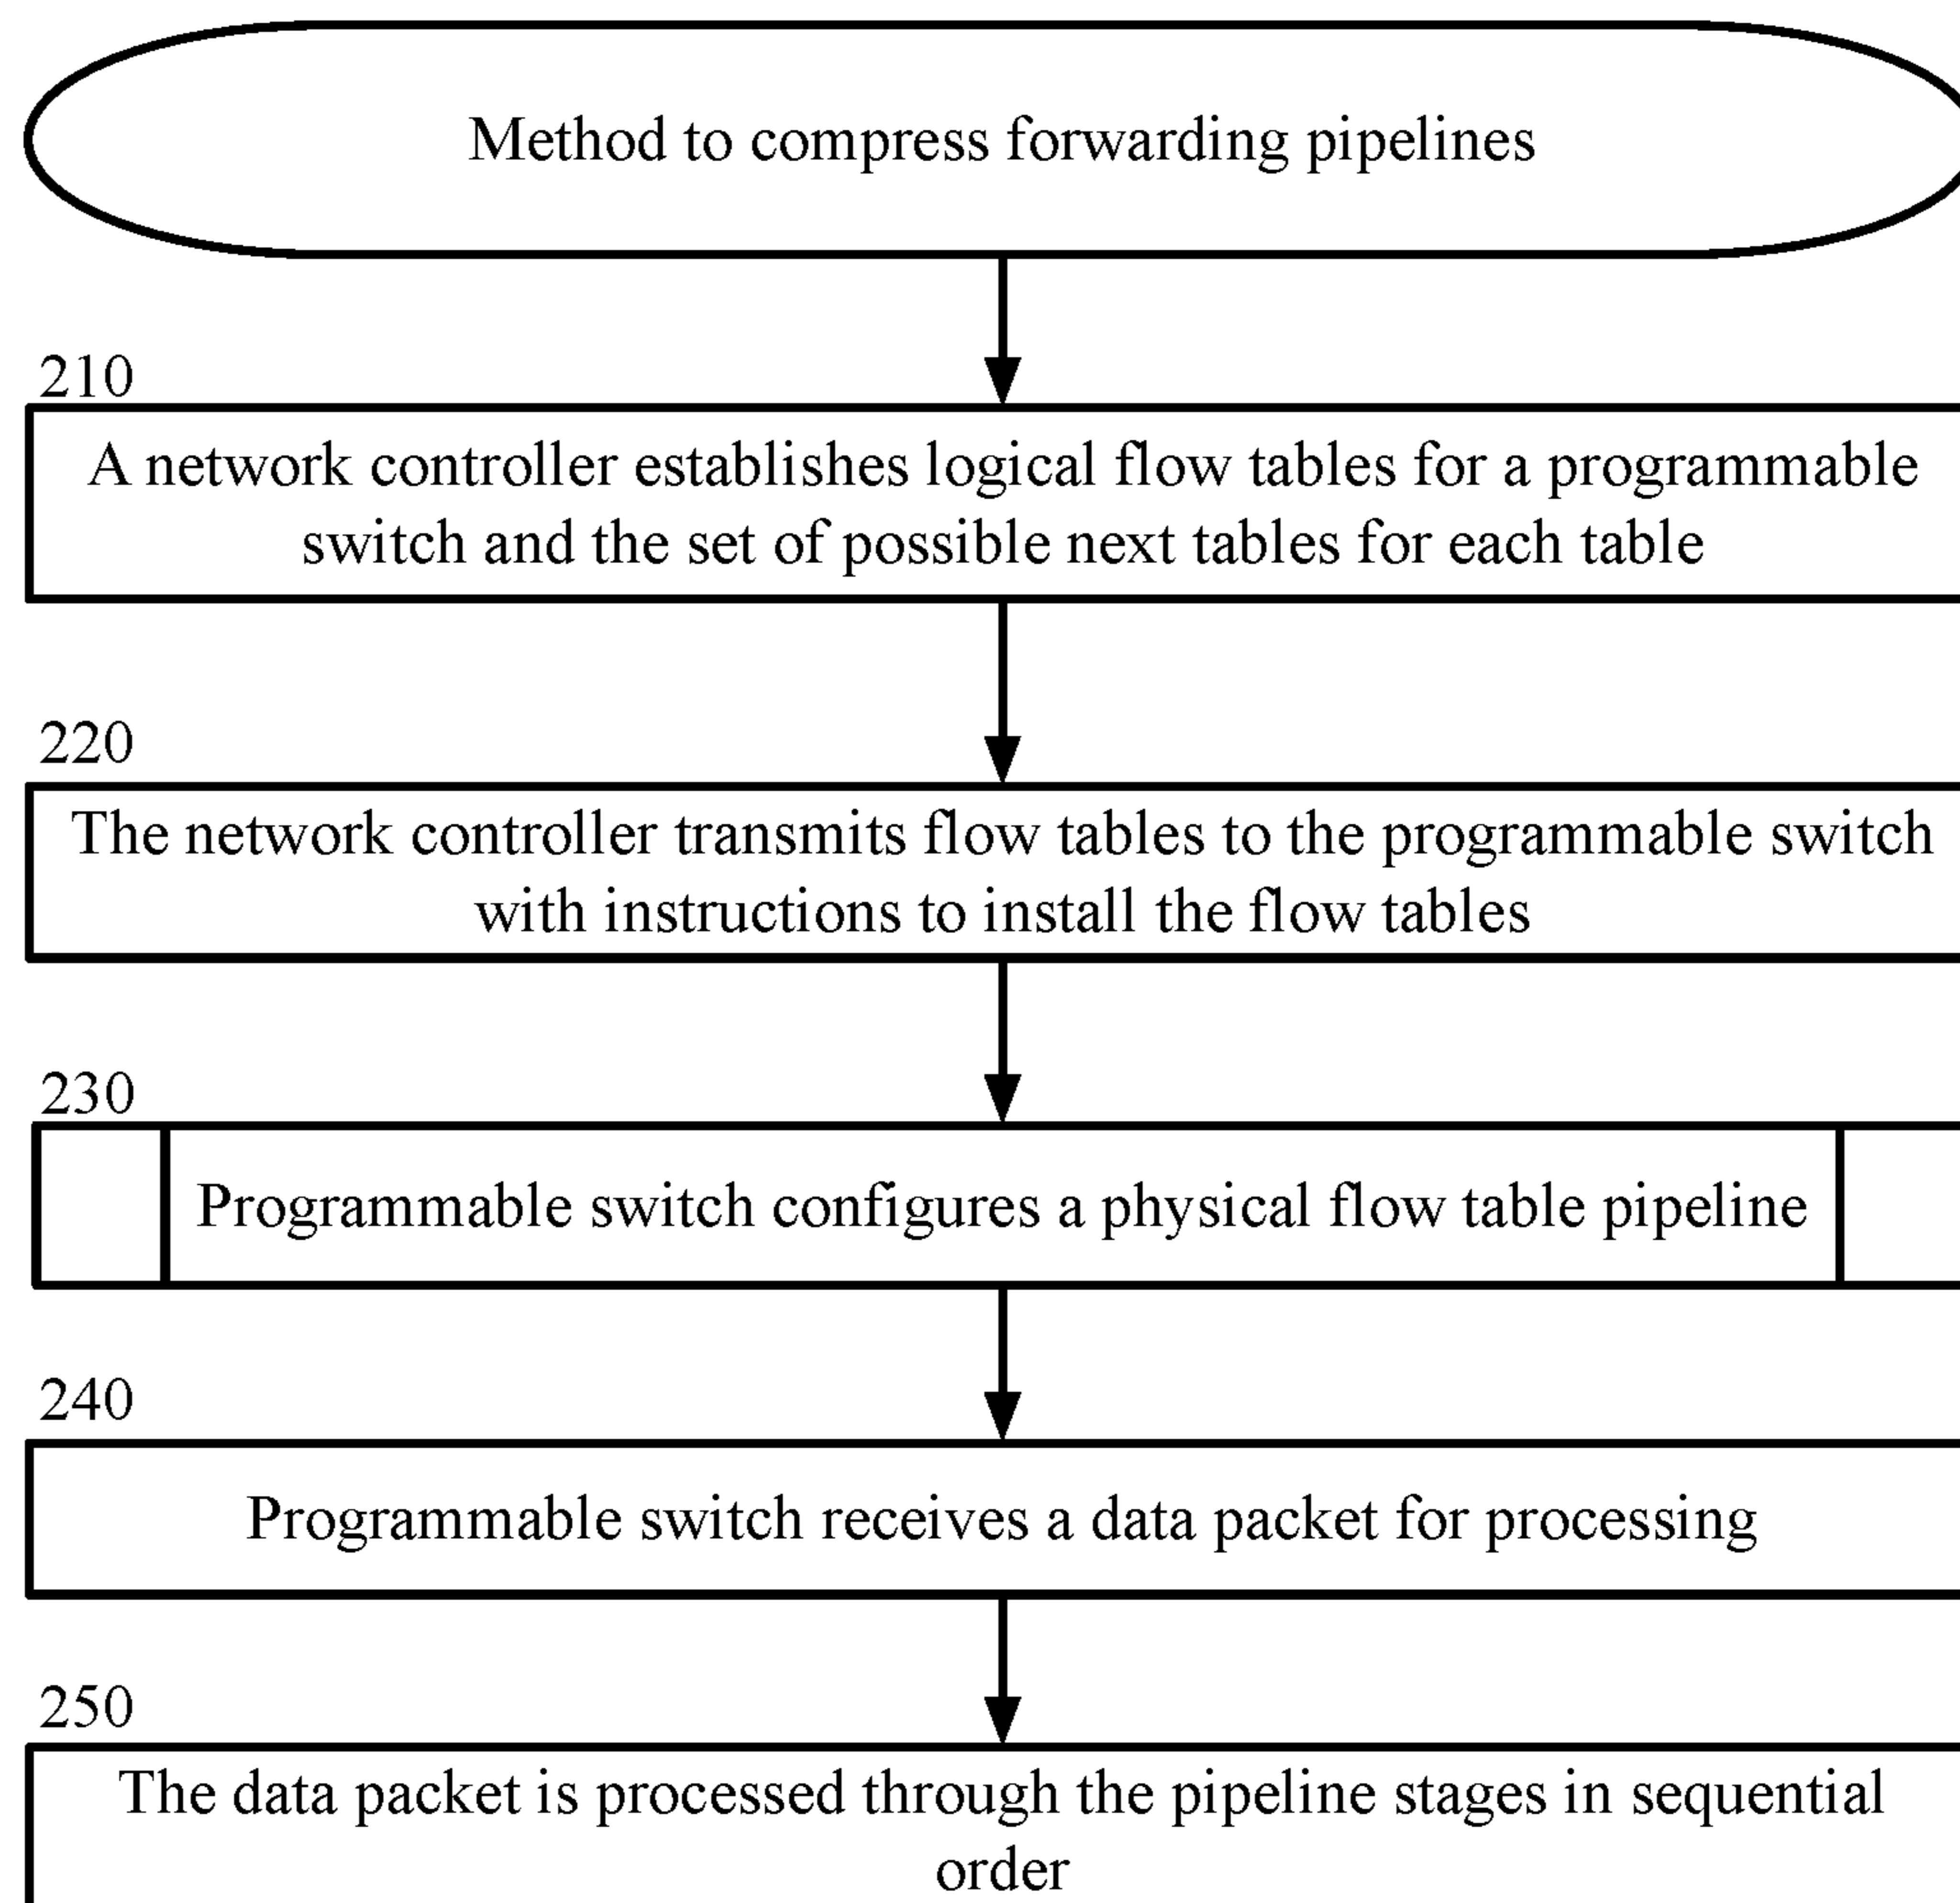 Method to compress forwarding pipelines
210
A network controller establishes logical flow tables for a programmable
switch and the set of possible next tables for each table
220
The network controller transmits flow tables to the programmable switch
with instructions to install the flow tables
230
Programmable switch configures a physical flow table pipeline
240
Programmable switch receives a data packet for processing
250
The data packet is processed through the pipeline stages in sequential
order